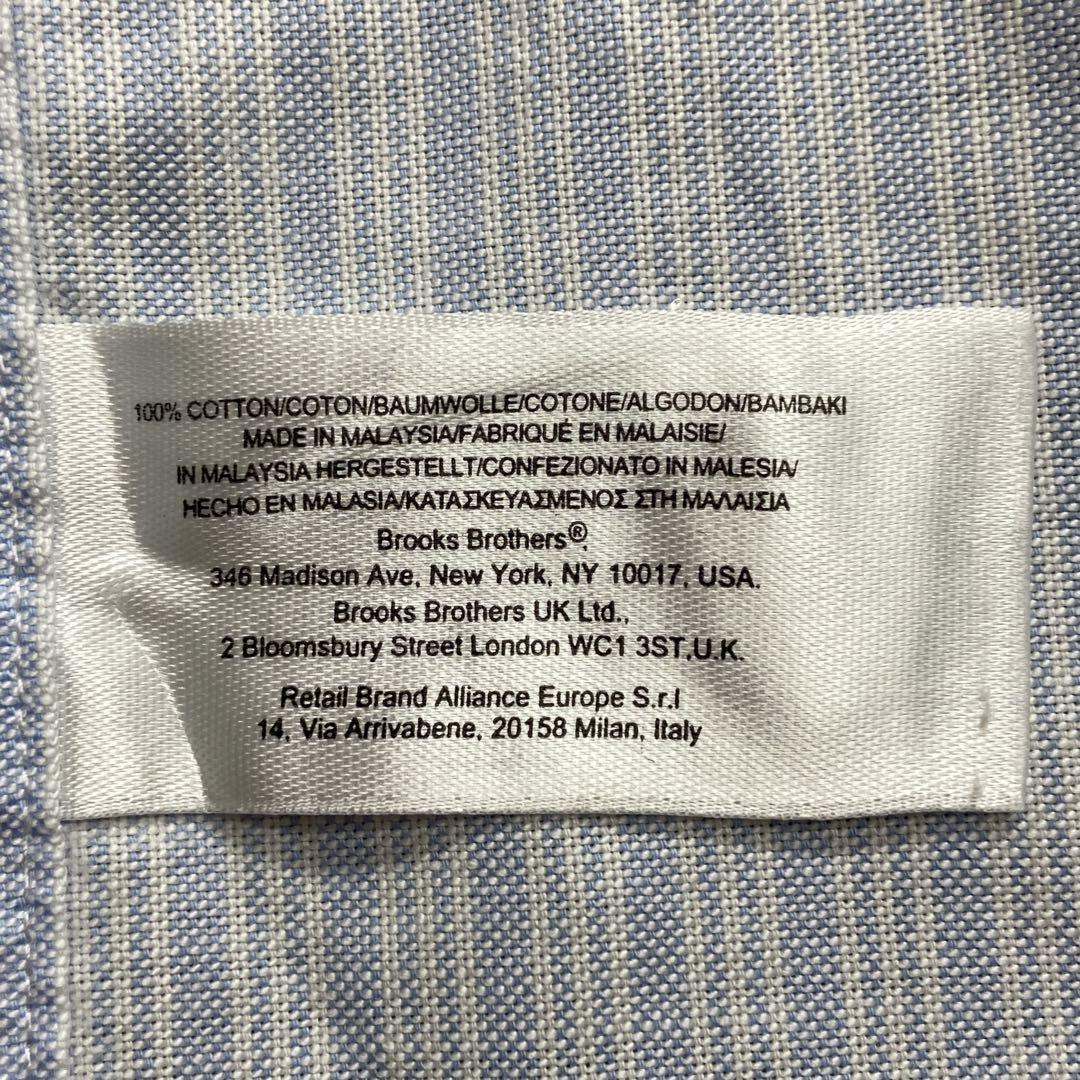 100% COTTON/COTON/BAUMWOLLE/COTONE/ALGODON/BAMBAKI
MADE IN MALAYSIA/FABRIQUÉ EN MALAISIE/
IN MALAYSIA HERGESTELLT/CONFEZIONATO IN MALESIA/
HECHO EN MALASIA/ΚΑΤΑΣΚΕΥΑΣΜΕΝΟΣ ΣΤΗ ΜΑΛΑΙΣΙΑ
Brooks Brothers®,
346 Madison Ave, New York, NY 10017, USA.
Brooks Brothers UK Ltd.,
2 Bloomsbury Street London WC1 3ST,U.K.
Retail Brand Alliance Europe S.r.l
14, Via Arrivabene, 20158 Milan, Italy